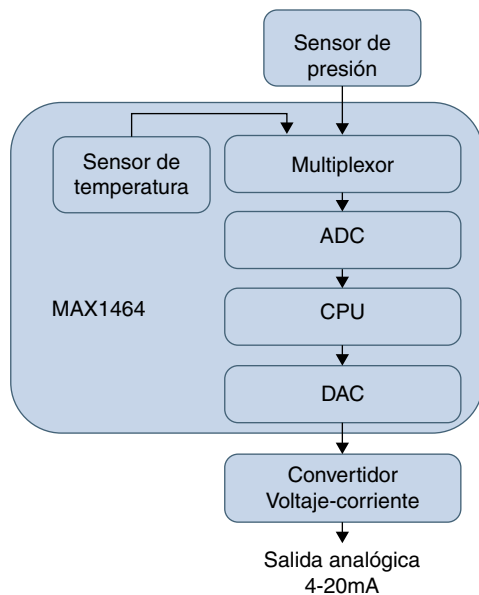 Sensor de
presión
Sensor de
temperatura
Multiplexor
ADC
MAX1464
CPU
DAC
Convertidor
Voltaje-corriente
Salida analógica
4-20mA